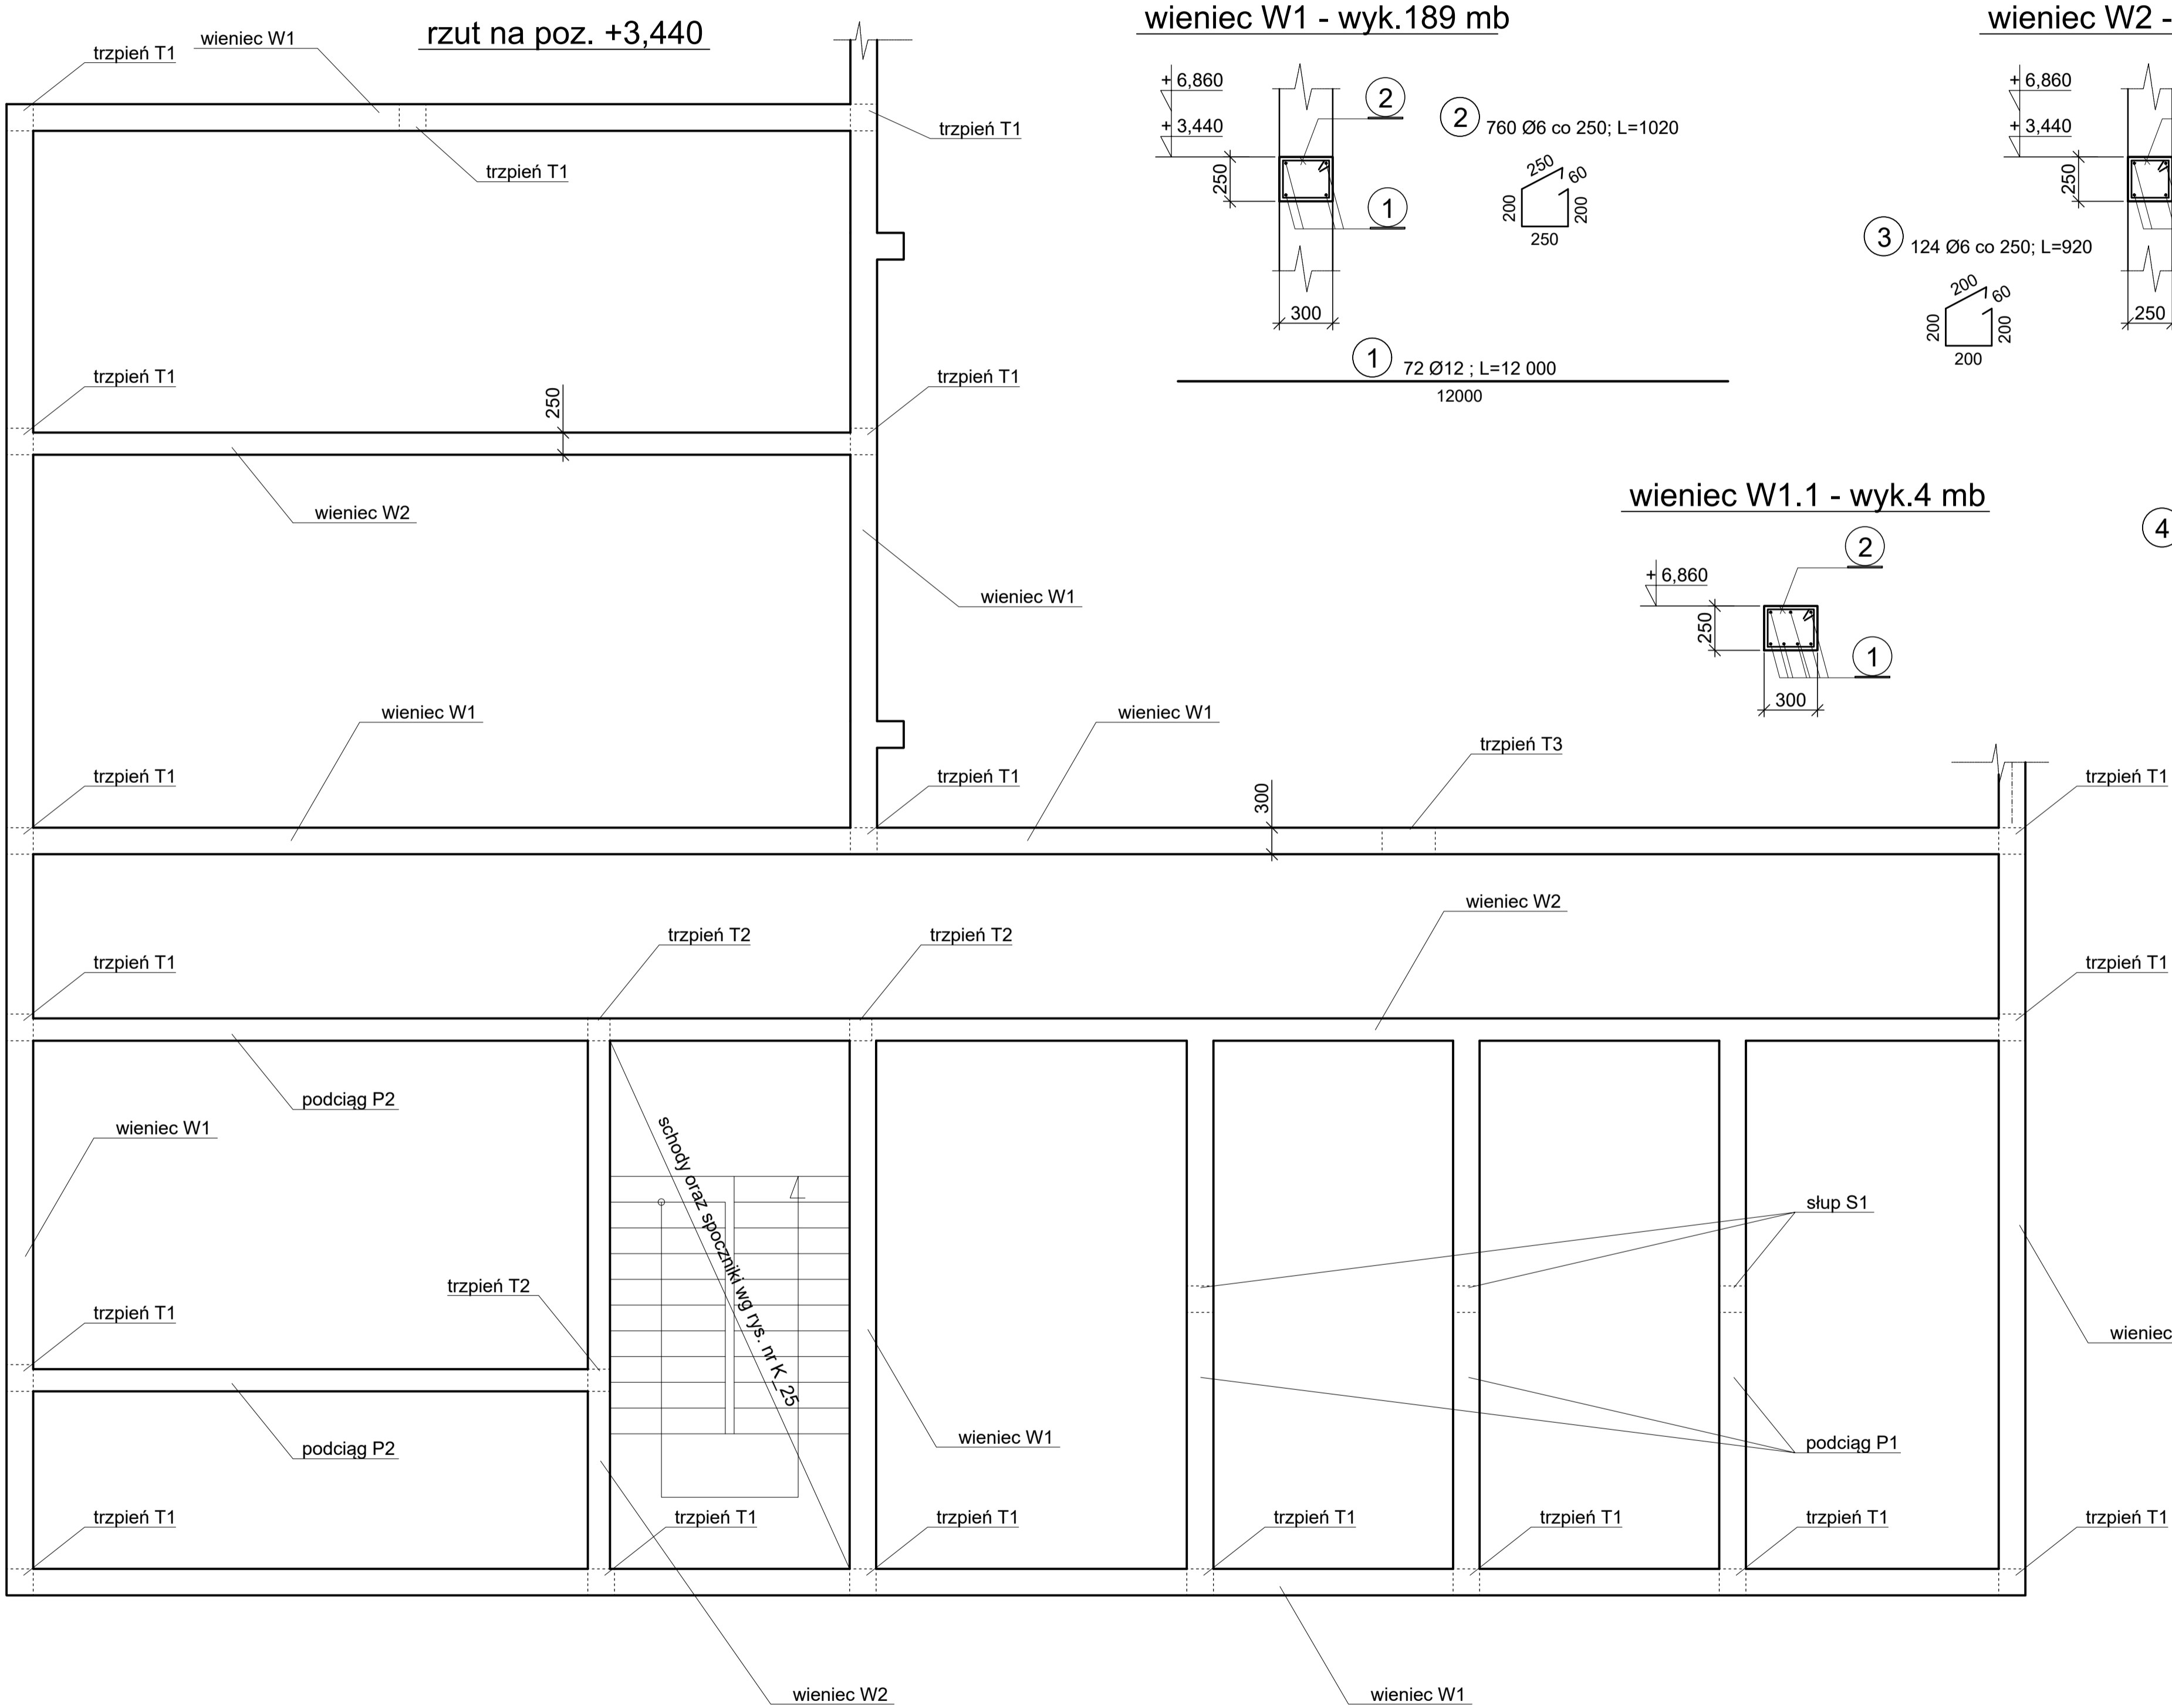 rzut na poz. +3,440
wieniec W1 - wyk.189 mb
wieniec W2 -
wieniec W1
trzpień T1
trzpień T1
trzpień T1
+ 6,860
+ 3,440
250
300
2
1
2
760 Ø6 co 250; L=1020
250
60
200
200
250
1
72 Ø12 ; L=12 000
12000
+ 6,860
+ 3,440
250
250
3
124 Ø6 co 250; L=920
200
60
200
200
200
trzpień T1
250
trzpień T1
wieniec W2
wieniec W1
wieniec W1.1 - wyk.4 mb
4
+ 6,860
250
300
2
1
wieniec W1
wieniec W1
trzpień T3
trzpień T1
trzpień T1
300
trzpień T1
wieniec W2
trzpień T2
trzpień T2
trzpień T1
trzpień T1
podciąg P2
wieniec W1
schody oraz spoczniki wg rys. nr K_25
słup S1
trzpień T2
trzpień T1
wieniec
podciąg P2
wieniec W1
podciąg P1
trzpień T1
trzpień T1
trzpień T1
trzpień T1
trzpień T1
trzpień T1
trzpień T1
wieniec W2
wieniec W1